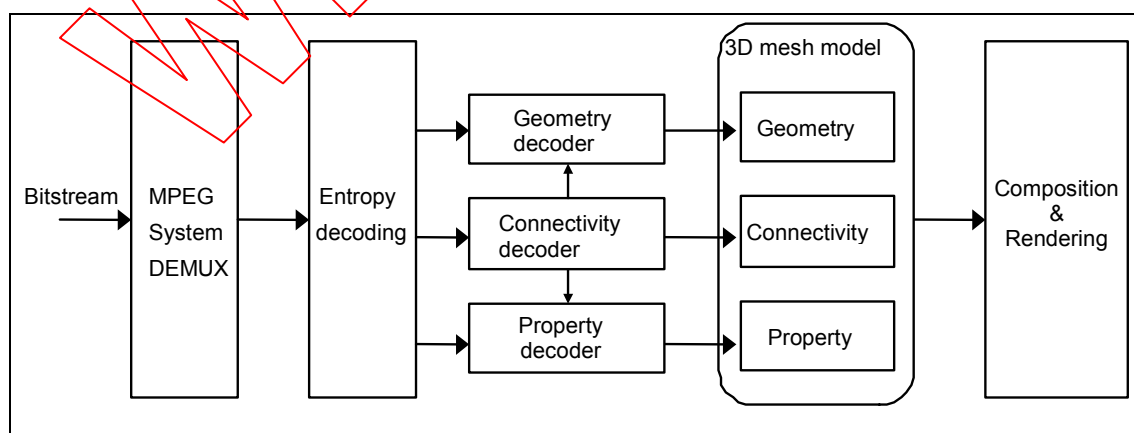 3D mesh model
Bitstream
MPEG
System
DEMUX
Entropy
decoding
Geometry
decoder
Connectivity
decoder
Property
decoder
Geometry
Connectivity
Property
Composition
&
Rendering